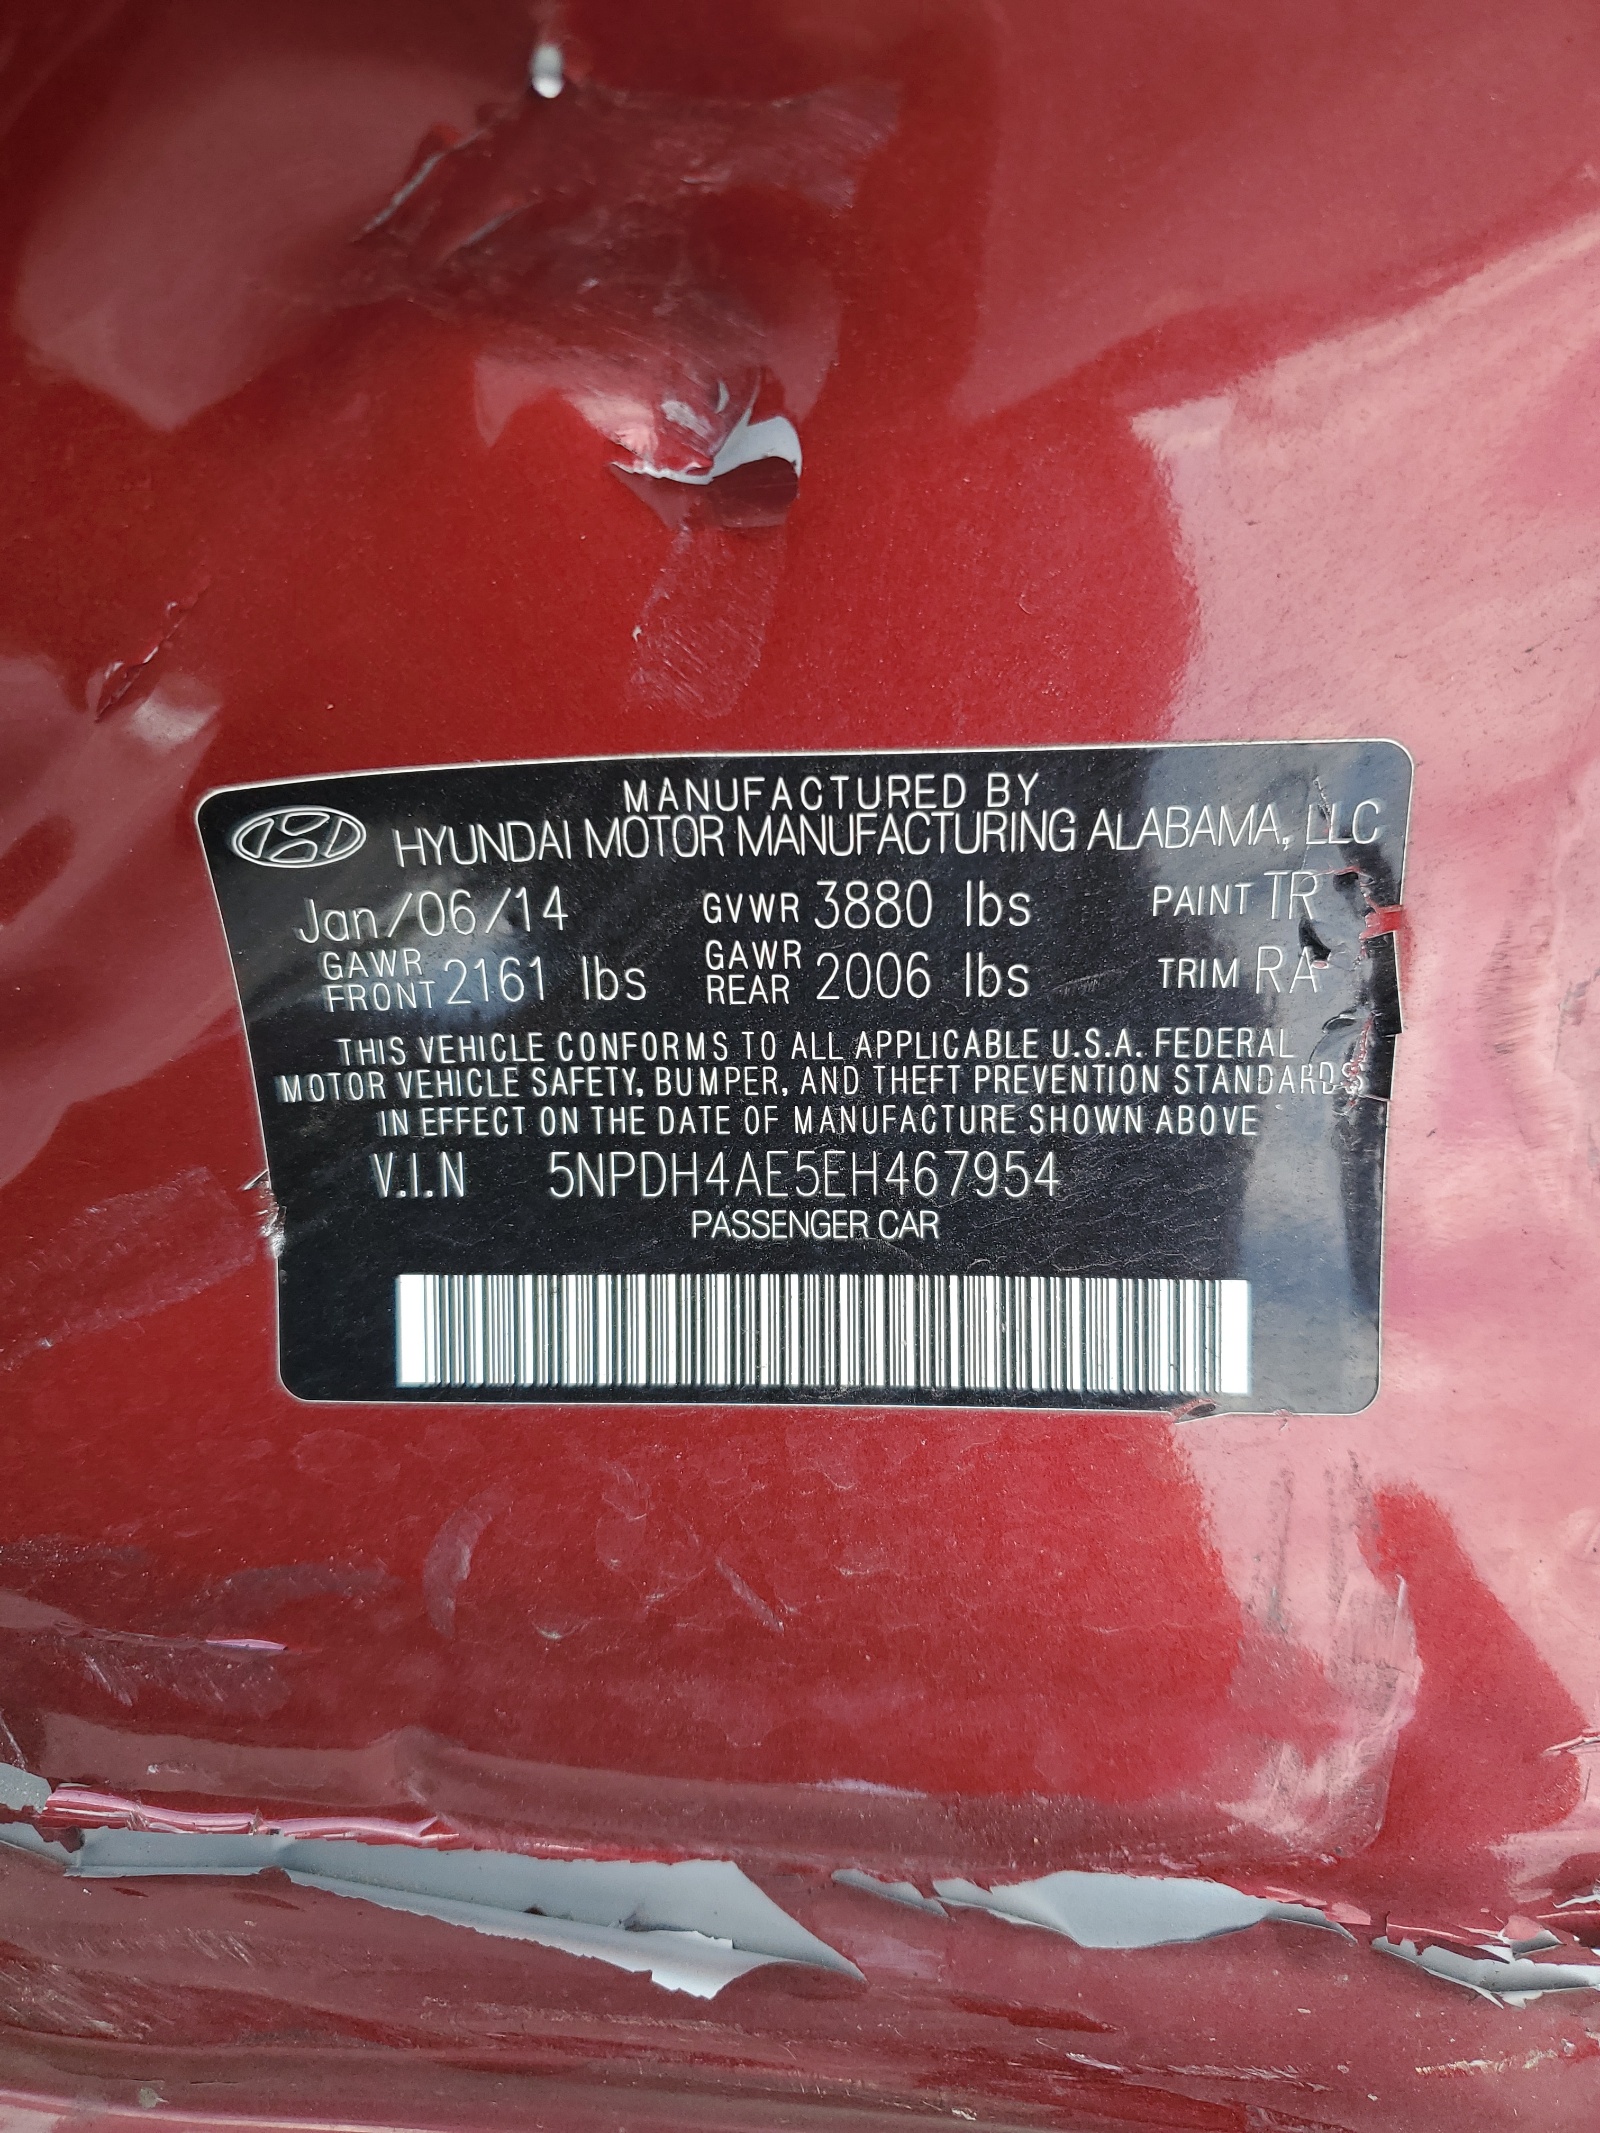 MANUFACTURED BY
HYUNDAI MOTOR MANUFACTURING ALABAMA, LLC
Jan/06/14 GVWR 3880 lbs PAINT TR
GAWR FRONT 2161 lbs GAWR REAR 2006 lbs TRIM RA
THIS VEHICLE CONFORMS TO ALL APPLICABLE U.S.A. FEDERAL
MOTOR VEHICLE SAFETY, BUMPER, AND THEFT PREVENTION STANDARDS
IN EFFECT ON THE DATE OF MANUFACTURE SHOWN ABOVE
V.I.N 5NPDH4AE5EH467954
PASSENGER CAR